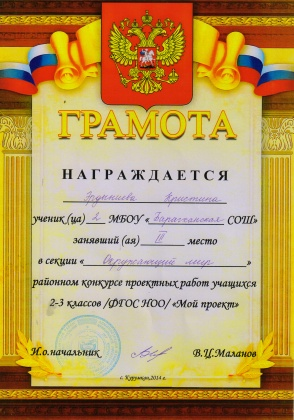 ГРАМОТА
НАГРАЖДАЕТСЯ
Эрдыниева Кристина
ученик (ца) 2 МБОУ «Барагханская СОШ»
занявший (ая) III место
в секции « Окружающий мир »
районном конкурсе проектных работ учащихся
2-3 классов /ФГОС НОО/ «Мой проект»
И.о.начальник В.Ц.Маланов
с. Курумкан,2014 г.